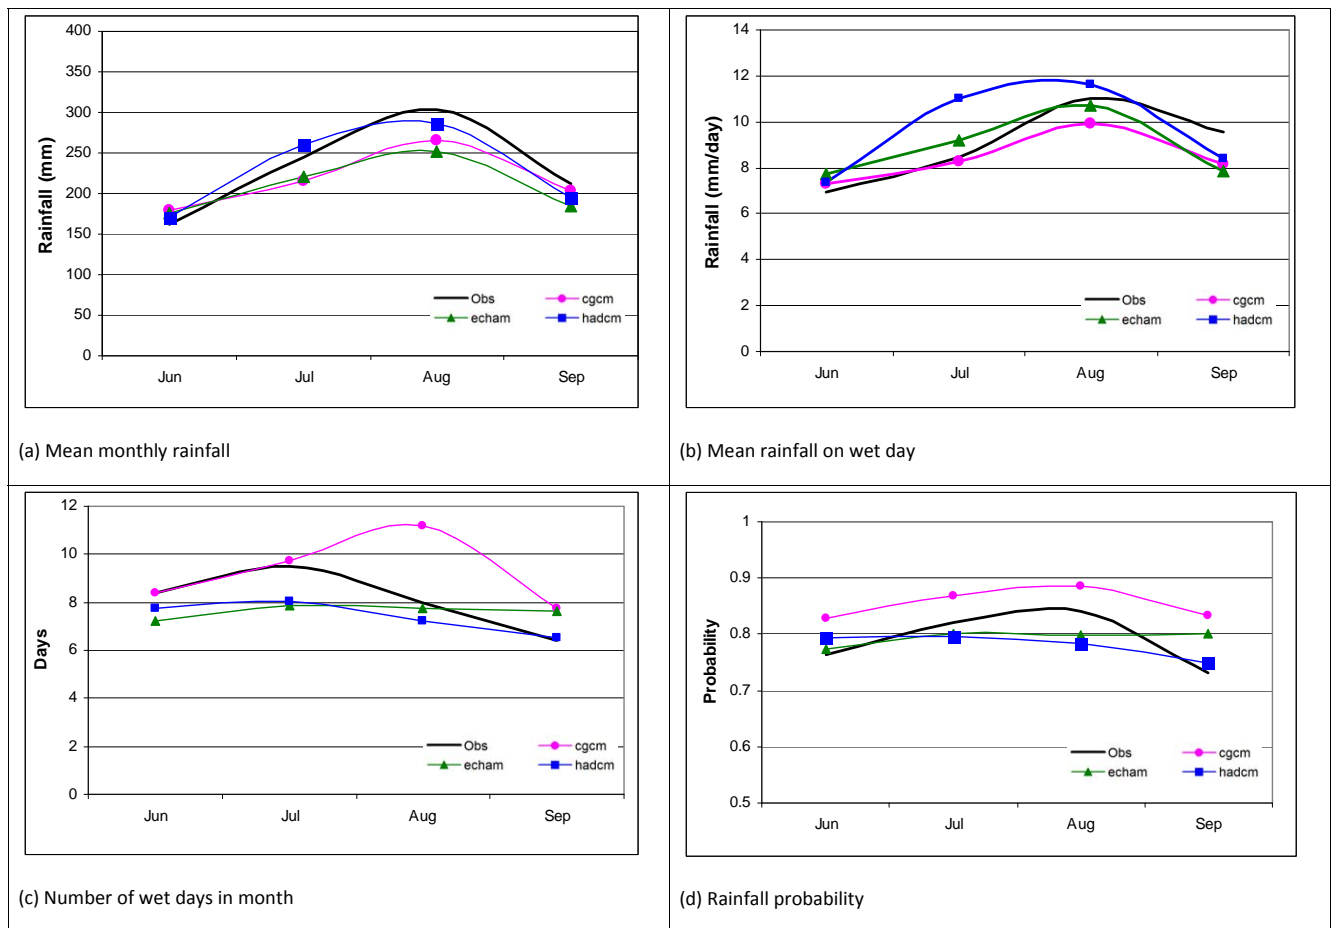 400
350
300
250
200
150
100
50
0
Rainfall (mm)
Jun Jul Aug Sep
Obs cgcm
echam hadcm
(a) Mean monthly rainfall
14
12
10
8
6
4
2
0
Rainfall (mm/day)
Jun Jul Aug Sep
Obs cgcm
echam hadcm
(b) Mean rainfall on wet day
12
10
8
6
4
2
0
Days
Jun Jul Aug Sep
Obs cgcm
echam hadcm
(c) Number of wet days in month
1
0.9
0.8
0.7
0.6
0.5
Probability
Jun Jul Aug Sep
Obs cgcm
echam hadcm
(d) Rainfall probability